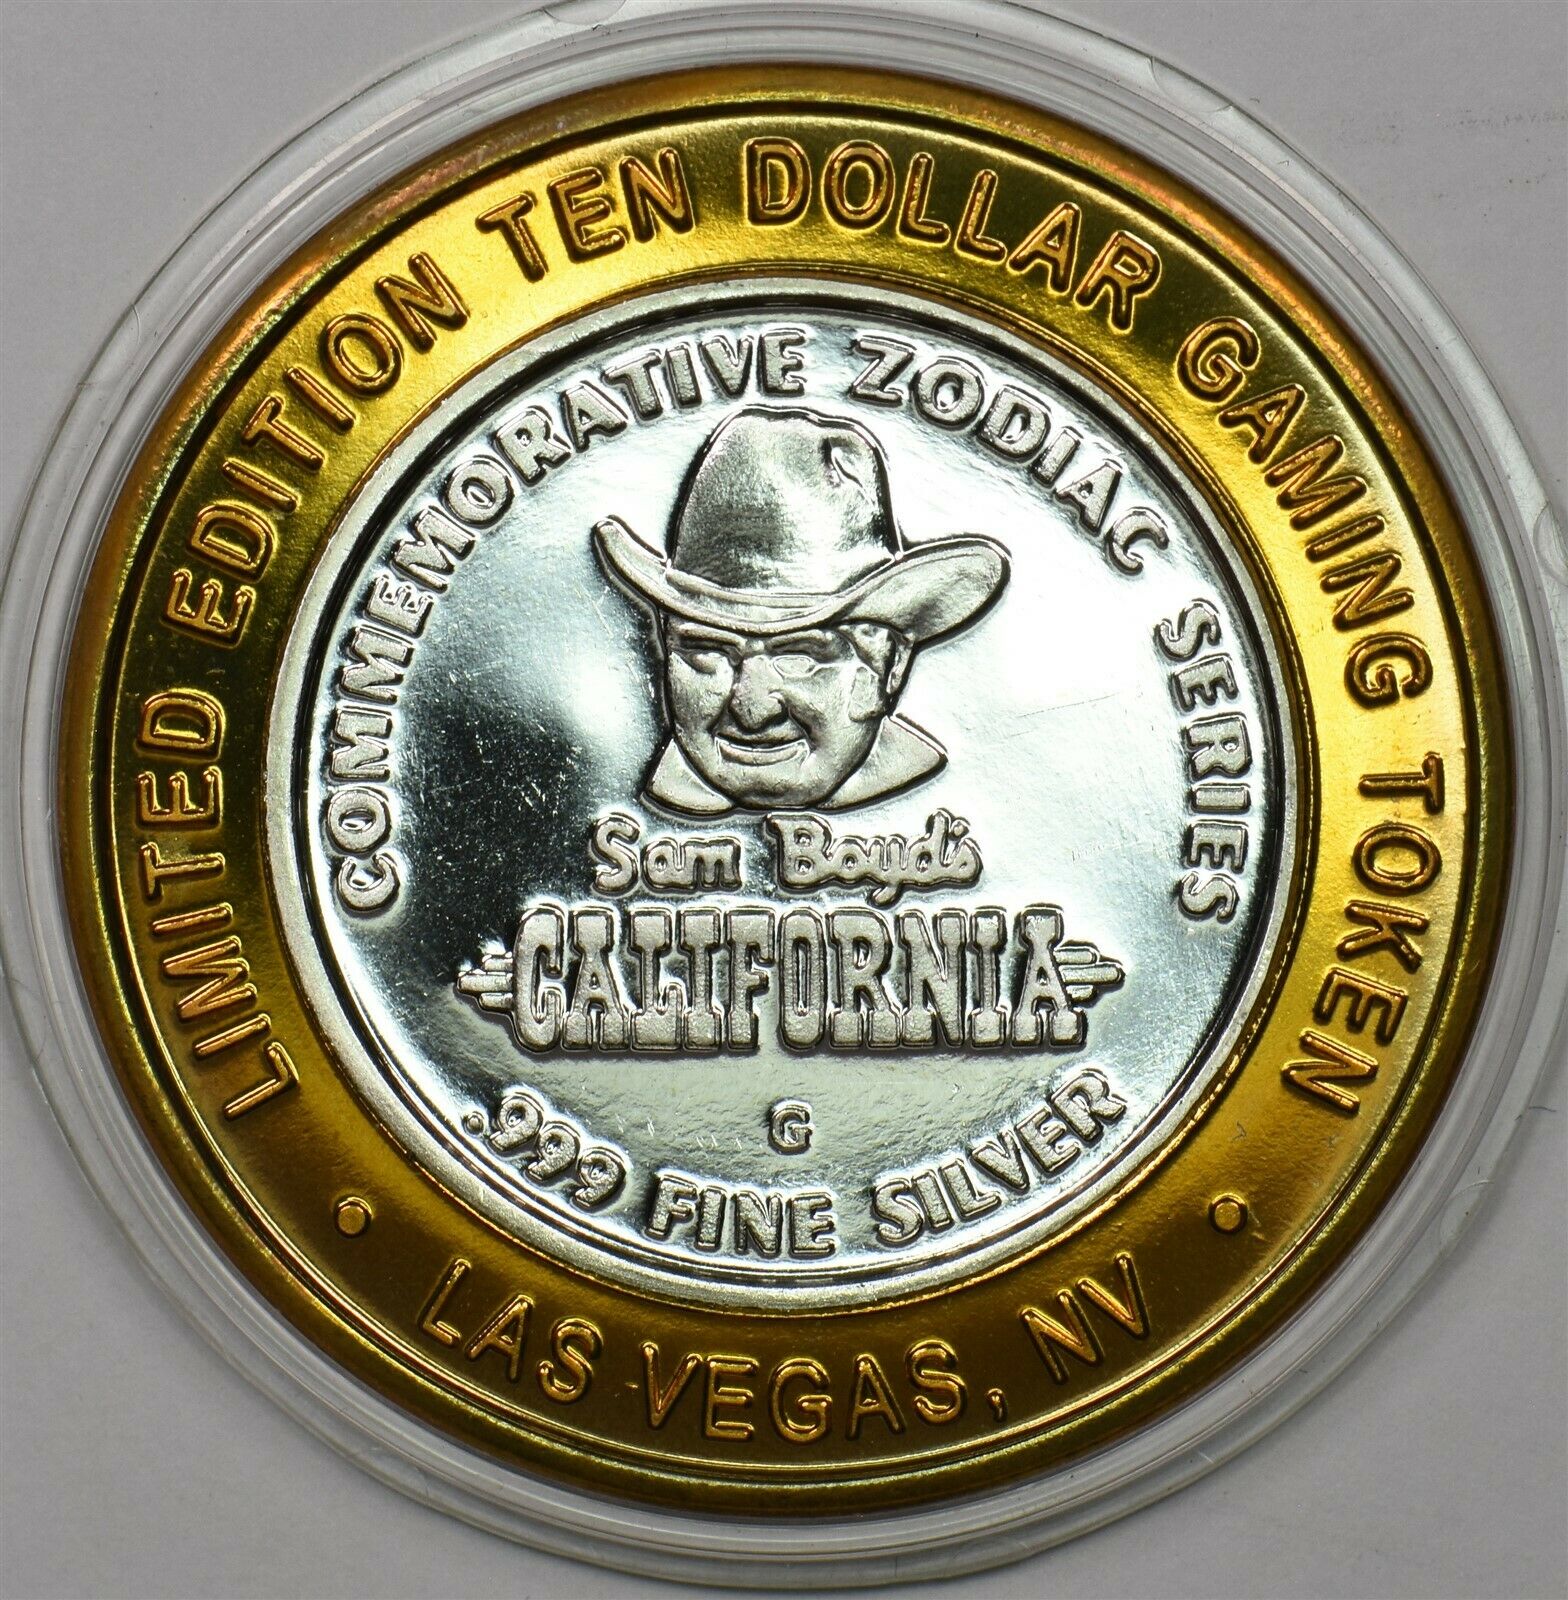 LIMITED EDITION TEN DOLLAR GAMING TOKEN
COMMEMORATIVE ZODIAC SERIES
Sam Boyd's
CALIFORNIA
G
.999 FINE SILVER
• LAS VEGAS, NV •